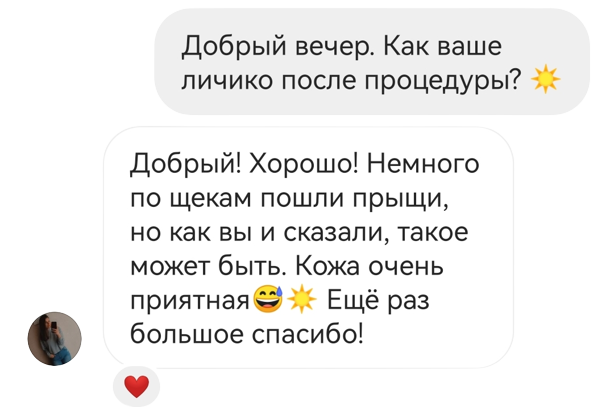 Добрый вечер. Как ваше
личико после процедуры? ☀️
Добрый! Хорошо! Немного
по щекам пошли прыщи,
но как вы и сказали, такое
может быть. Кожа очень
приятная😅☀️ Ещё раз
большое спасибо!